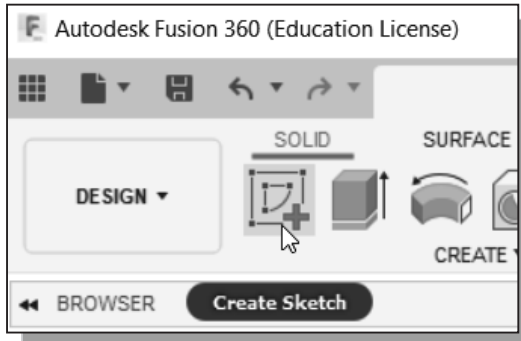 Autodesk Fusion 360 (Education License)
SOLID SURFACE
DESIGN
CREATE
BROWSER Create Sketch